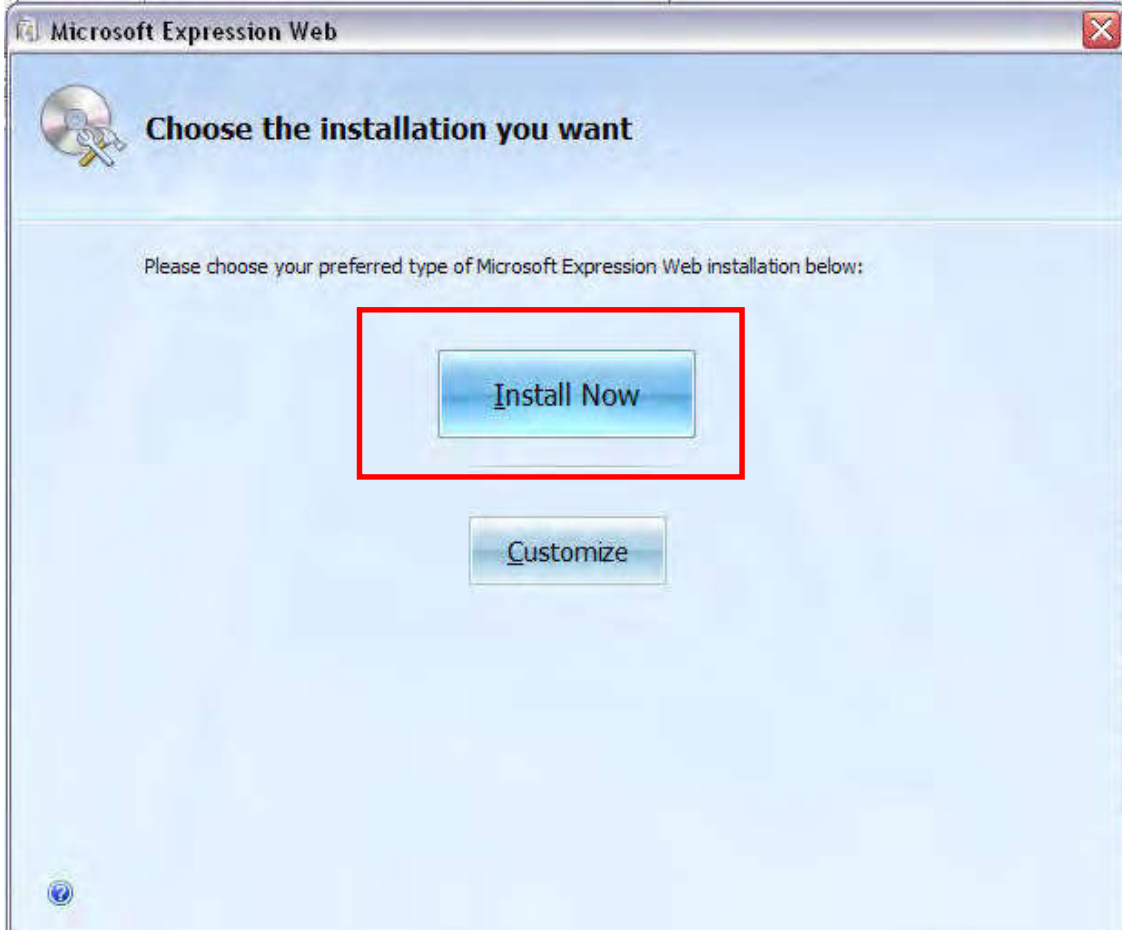 Microsoft Expression Web
Choose the installation you want
Please choose your preferred type of Microsoft Expression Web installation below:
Install Now
Customize